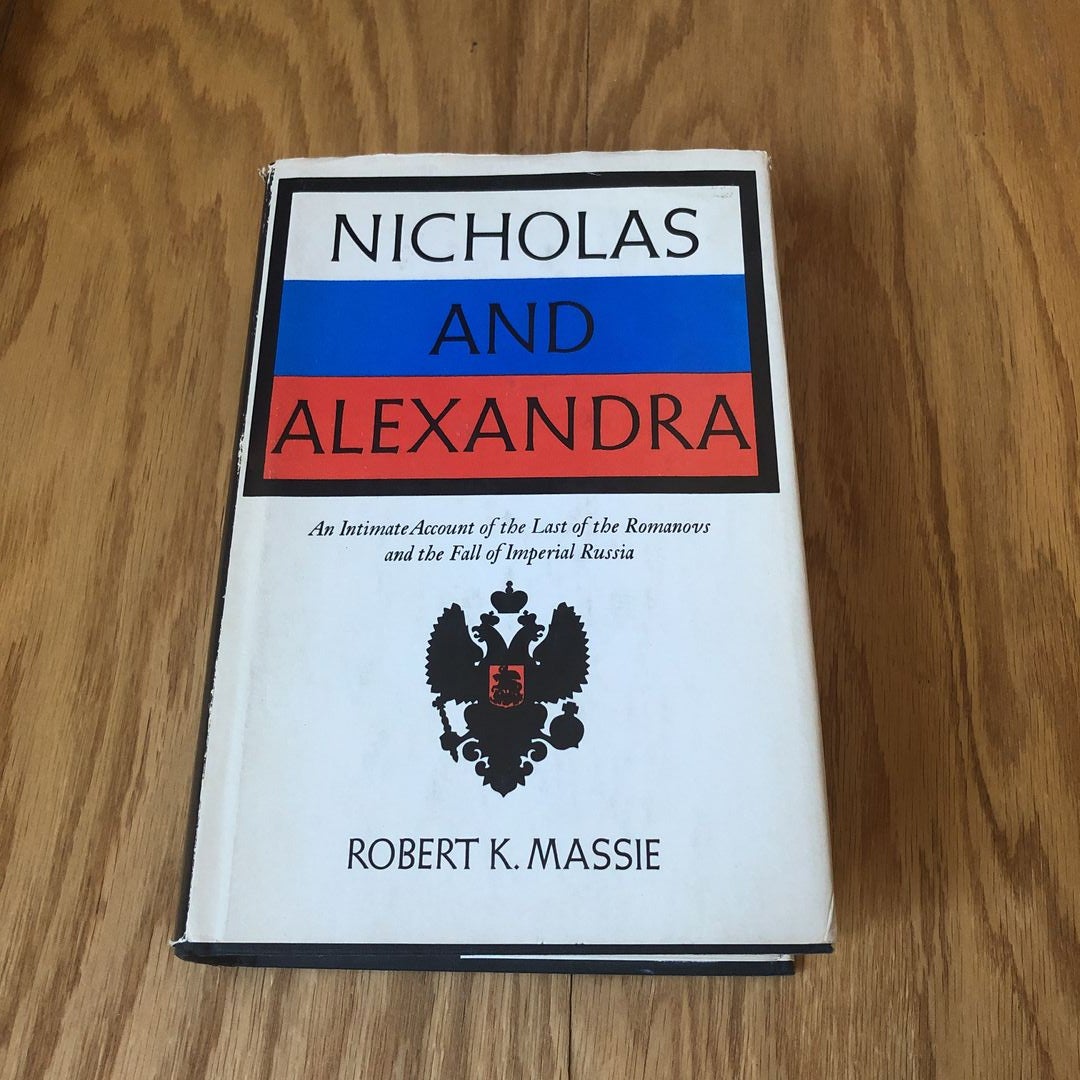 NICHOLAS
AND
ALEXANDRA
An Intimate Account of the Last of the Romanovs
and the Fall of Imperial Russia
ROBERT K. MASSIE